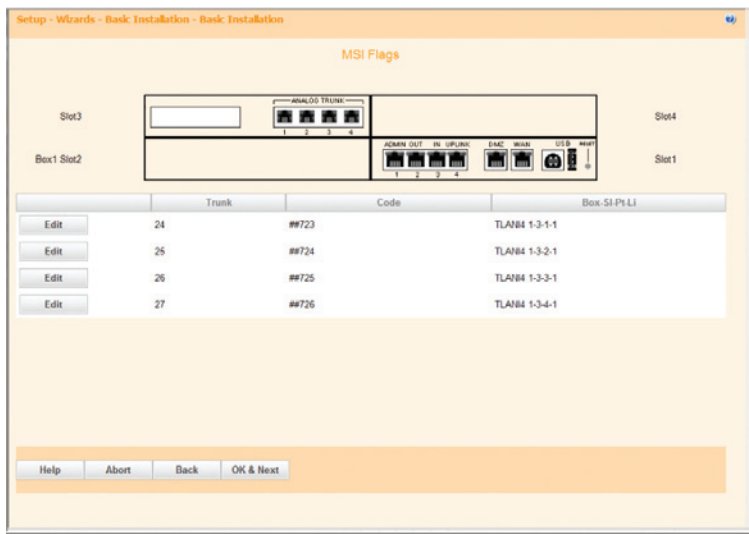 Setup - Wizards - Basic Installation - Basic Installation
MSI Flags
Slot3
ANALOG TRUNK
1 2 3 4
Slot4
Box1 Slot2
ADMIN OUT IN UPLINK DMZ WAN USB RESET
1 2 3 4
Slot1
Trunk Code Box-Sl-Pt-Li
Edit 24 ##723 TLANI4 1-3-1-1
Edit 25 ##724 TLANI4 1-3-2-1
Edit 26 ##725 TLANI4 1-3-3-1
Edit 27 ##726 TLANI4 1-3-4-1
Help Abort Back OK & Next